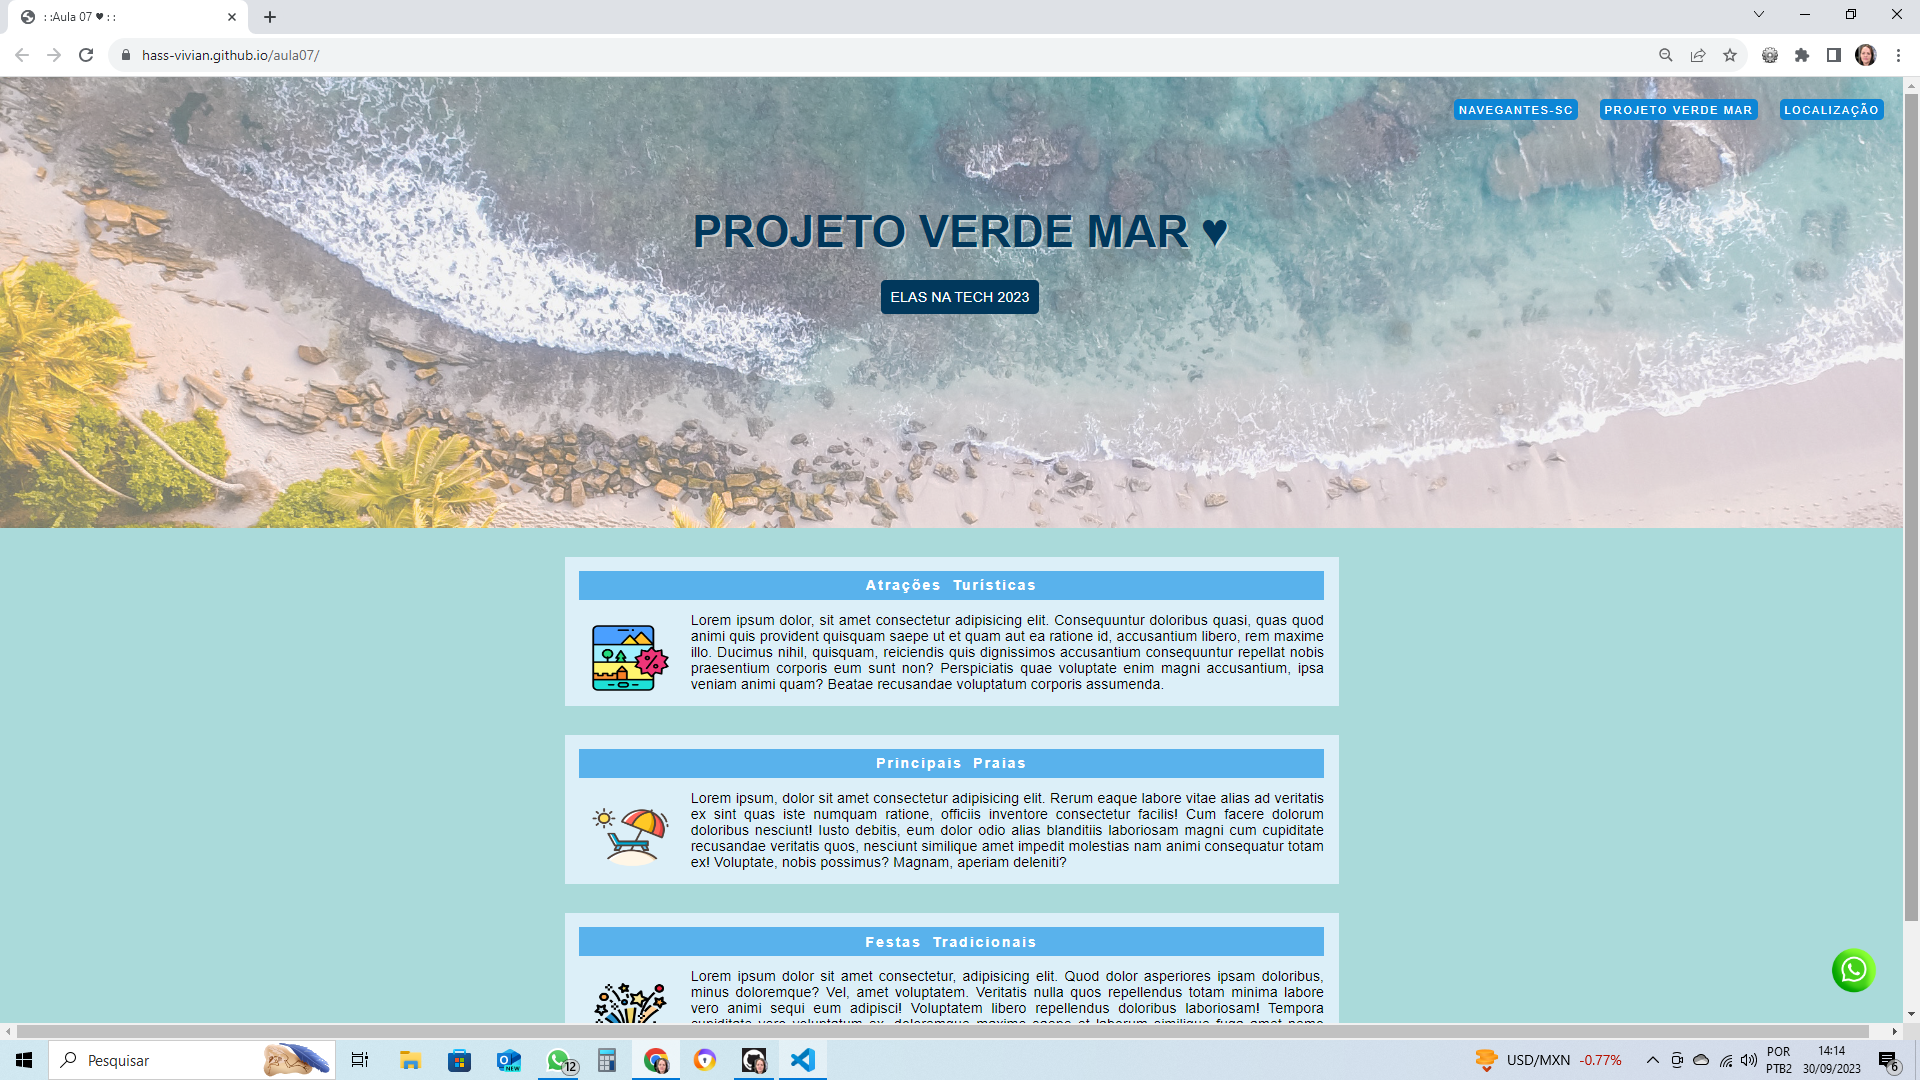 : :Aula 07 ♥ : :
hass-vivian.github.io/aula07/
NAVEGANTES-SC
PROJETO VERDE MAR
LOCALIZAÇÃO
PROJETO VERDE MAR ♥
ELAS NA TECH 2023
Atrações Turísticas
Lorem ipsum dolor, sit amet consectetur adipisicing elit. Consequuntur doloribus quasi, quas quod
animi quis provident quisquam saepe ut et quam aut ea ratione id, accusantium libero, rem maxime
illo. Ducimus nihil, quisquam, reiciendis quis dignissimos accusantium consequuntur repellat nobis
praesentium corporis eum sunt non? Perspiciatis quae voluptate enim magni accusantium, ipsa
veniam animi quam? Beatae recusandae voluptatum corporis assumenda.
Principais Praias
Lorem ipsum, dolor sit amet consectetur adipisicing elit. Rerum eaque labore vitae alias ad veritatis
ex sint quas iste numquam ratione, officiis inventore consectetur facilis! Cum facere dolorum
doloribus nesciunt! Iusto debitis, eum dolor odio alias blanditiis laboriosam magni cum cupiditate
recusandae veritatis quos, nesciunt similique amet impedit molestias nam animi consequatur totam
ex! Voluptate, nobis possimus? Magnam, aperiam deleniti?
Festas Tradicionais
Lorem ipsum dolor sit amet consectetur, adipisicing elit. Quod dolor asperiores ipsam doloribus,
minus doloremque? Vel, amet voluptatem. Veritatis nulla quos repellendus totam minima labore
vero animi sequi eum adipisci! Voluptatem libero repellendus doloribus laboriosam! Tempora
Pesquisar
NEW
12
USD/MXN -0.77%
POR
PTB2
14:14
30/09/2023
6